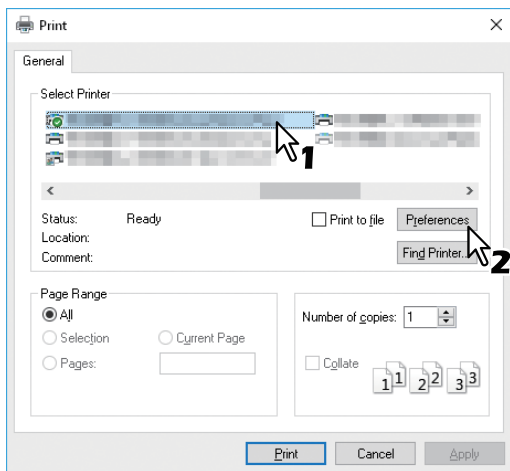 Print
General
Select Printer
1
Status: Ready
Print to file
Preferences
2
Location:
Comment:
Find Printer...
Page Range
All
Selection
Current Page
Pages:
Number of copies: 1
Collate
1 1 2 2 3 3
Print Cancel Apply